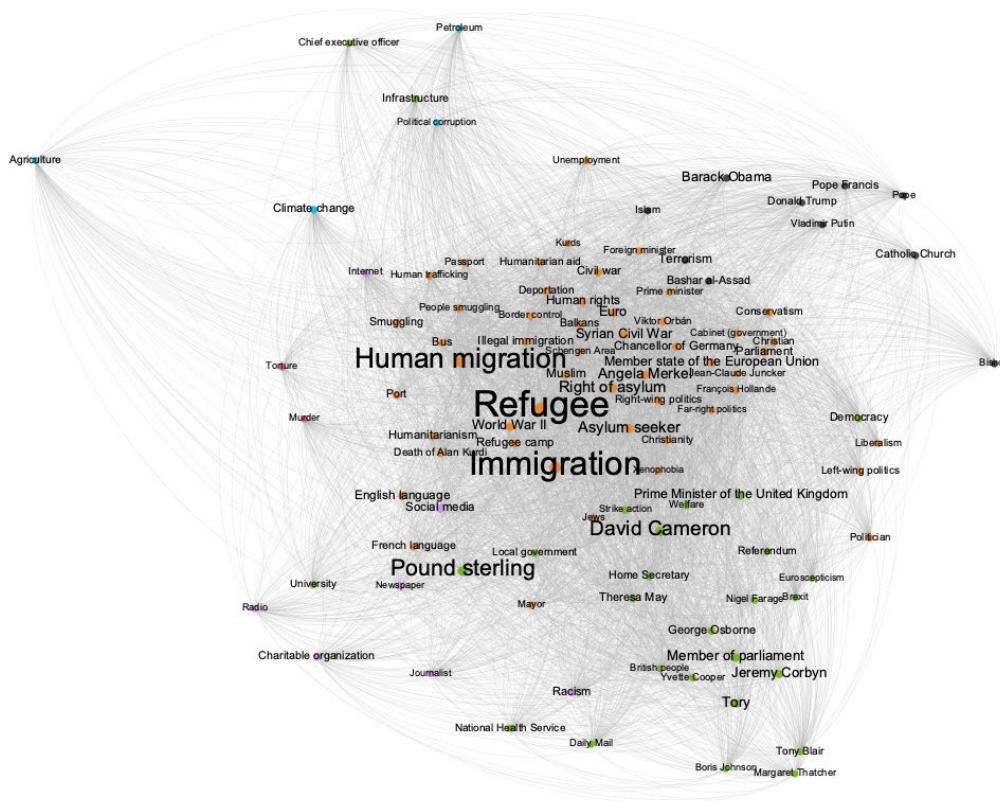 Petroleum
Chief executive officer
Infrastructure
Political corruption
Agriculture
Unemployment
Barack Obama
Pope Francis
Pope
Donald Trump
Climate change
Islam
Vladimir Putin
Kurds
Foreign minister
Catholic Church
Terrorism
Passport
Humanitarian aid
Internet
Human trafficking
Civil war
Bashar al-Assad
Deportation
Prime minister
Human rights
People smuggling
Euro
Conservatism
Border control
Smuggling
Balkans
Viktor Orbán
Syrian Civil War
Cabinet (government)
Bus
Illegal immigration
Christian
Chancellor of Germany
Schengen Area
Parliament
Human migration
Member state of the European Union
Torture
Muslim
Angela Merkel
Jean-Claude Juncker
Right of asylum
François Hollande
Port
Right-wing politics
Refugee
Far-right politics
Murder
Democracy
World War II
Asylum seeker
Humanitarianism
Refugee camp
Christianity
Liberalism
Death of Alan Kurdi
Immigration
Xenophobia
Left-wing politics
English language
Prime Minister of the United Kingdom
Social media
Welfare
Strike action
Jews
David Cameron
Politician
French language
Local government
Referendum
Pound sterling
Home Secretary
Euroscepticism
University
Newspaper
Theresa May
Nigel Farage
Brexit
Radio
Mayor
George Osborne
Charitable organization
Member of parliament
British people
Journalist
Yvette Cooper
Jeremy Corbyn
Racism
Tory
National Health Service
Daily Mail
Tony Blair
Boris Johnson
Margaret Thatcher